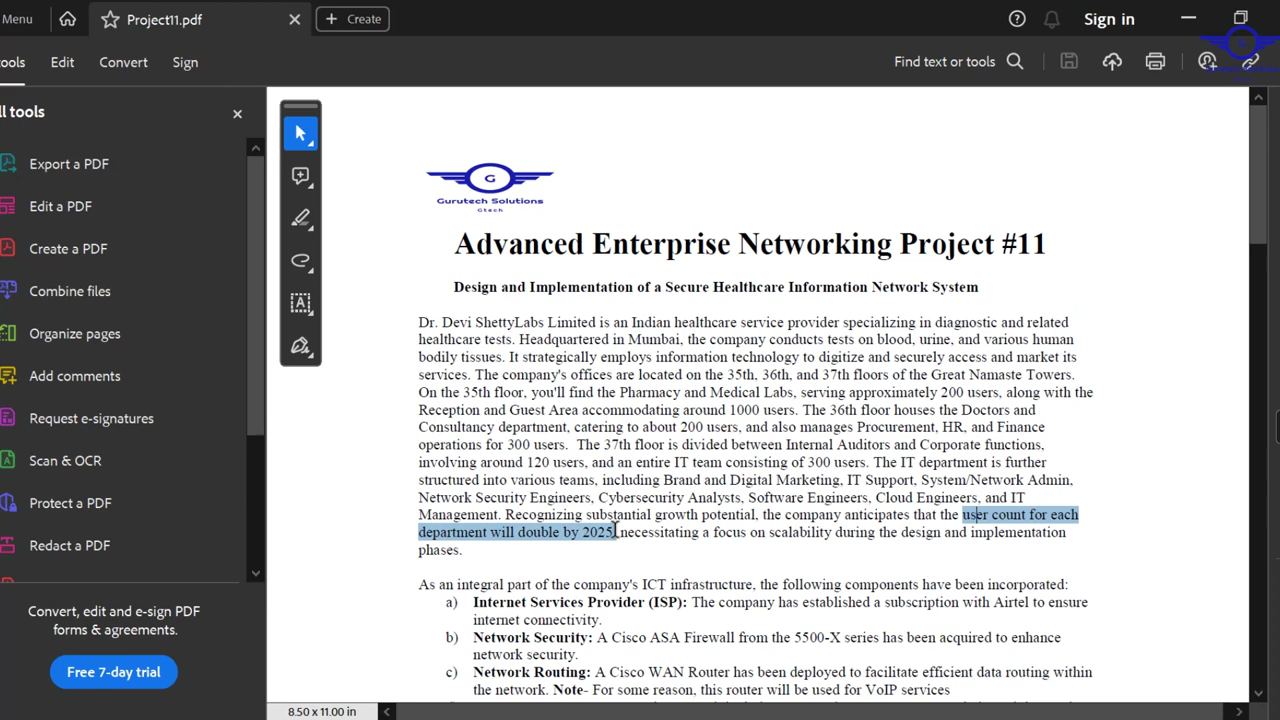 Menu
Project11.pdf
Create
Sign in
ools
Edit
Convert
Sign
Find text or tools
ll tools
Export a PDF
Edit a PDF
Create a PDF
Combine files
Organize pages
Add comments
Request e-signatures
Scan & OCR
Protect a PDF
Redact a PDF
Convert, edit and e-sign PDF
forms & agreements.
Free 7-day trial
G
Gurutech Solutions
Gtech
Advanced Enterprise Networking Project #11
Design and Implementation of a Secure Healthcare Information Network System
Dr. Devi ShettyLabs Limited is an Indian healthcare service provider specializing in diagnostic and related
healthcare tests. Headquartered in Mumbai, the company conducts tests on blood, urine, and various human
bodily tissues. It strategically employs information technology to digitize and securely access and market its
services. The company's offices are located on the 35th, 36th, and 37th floors of the Great Namaste Towers.
On the 35th floor, you'll find the Pharmacy and Medical Labs, serving approximately 200 users, along with the
Reception and Guest Area accommodating around 1000 users. The 36th floor houses the Doctors and
Consultancy department, catering to about 200 users, and also manages Procurement, HR, and Finance
operations for 300 users. The 37th floor is divided between Internal Auditors and Corporate functions,
involving around 120 users, and an entire IT team consisting of 300 users. The IT department is further
structured into various teams, including Brand and Digital Marketing, IT Support, System/Network Admin,
Network Security Engineers, Cybersecurity Analysts, Software Engineers, Cloud Engineers, and IT
Management. Recognizing substantial growth potential, the company anticipates that the user count for each
department will double by 2025, necessitating a focus on scalability during the design and implementation
phases.
As an integral part of the company's ICT infrastructure, the following components have been incorporated:
a) Internet Services Provider (ISP): The company has established a subscription with Airtel to ensure
internet connectivity.
b) Network Security: A Cisco ASA Firewall from the 5500-X series has been acquired to enhance
network security.
c) Network Routing: A Cisco WAN Router has been deployed to facilitate efficient data routing within
the network. Note- For some reason, this router will be used for VoIP services
8.50 x 11.00 in